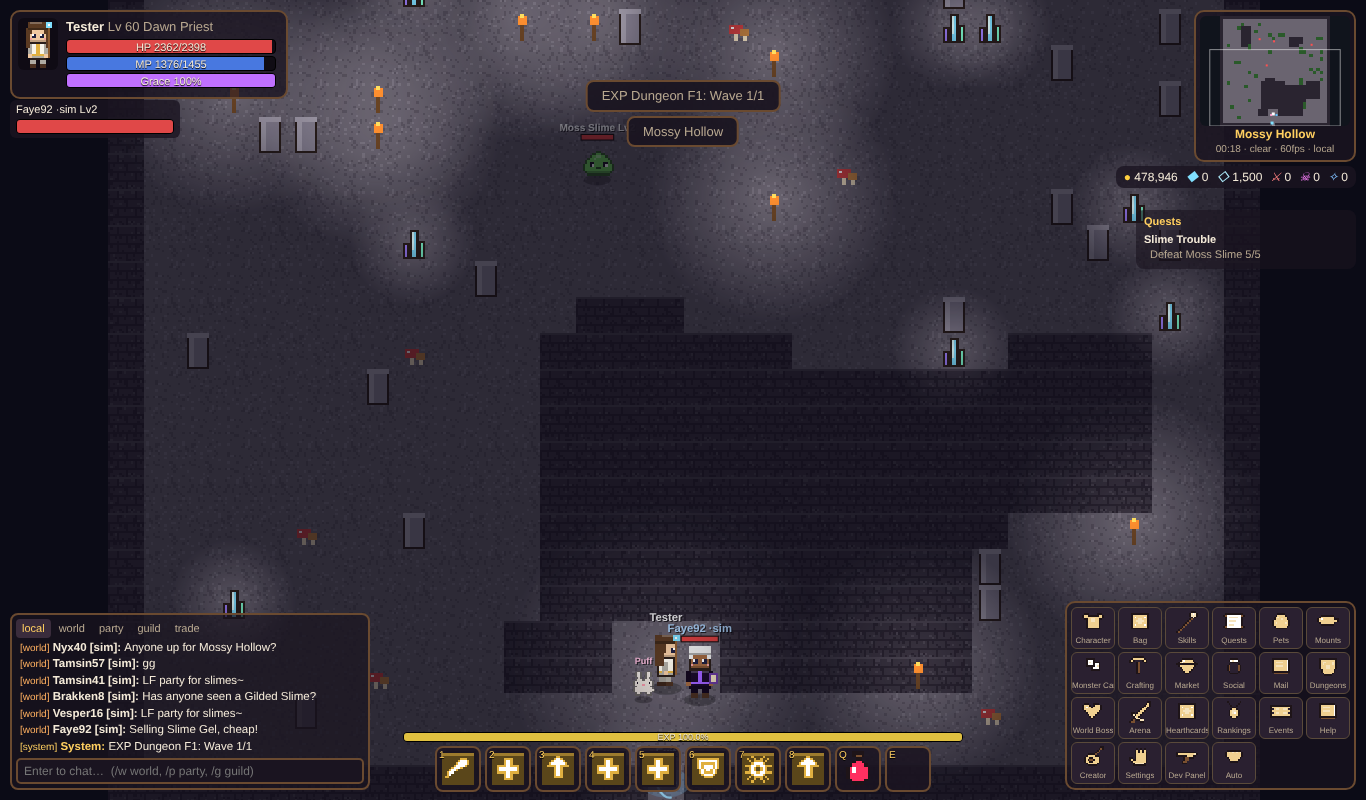 Tester Lv 60 Dawn Priest
HP 2362/2398
MP 1376/1455
Grace 100%
Faye92 ·sim Lv2
EXP Dungeon F1: Wave 1/1
Mossy Hollow
Moss Slime
Mossy Hollow
00:18 · clear · 60fps · local
478,946 0 1,500 0 0 0
Quests
Slime Trouble
Defeat Moss Slime 5/5
Tester
Faye92 ·sim
Puff
local world party guild trade
[world] Nyx40 [sim]: Anyone up for Mossy Hollow?
[world] Tamsin57 [sim]: gg
[world] Tamsin41 [sim]: LF party for slimes~
[world] Brakken8 [sim]: Has anyone seen a Gilded Slime?
[world] Vesper16 [sim]: LF party for slimes~
[world] Faye92 [sim]: Selling Slime Gel, cheap!
[system] System: EXP Dungeon F1: Wave 1/1
Enter to chat… (/w world, /p party, /g guild)
EXP 100.0%
1 2 3 4 5 6 7 8 Q E
Character Bag Skills Quests Pets Mounts
Monster Ca Crafting Market Social Mail Dungeons
World Boss Arena Hearthcards Rankings Events Help
Creator Settings Dev Panel Auto